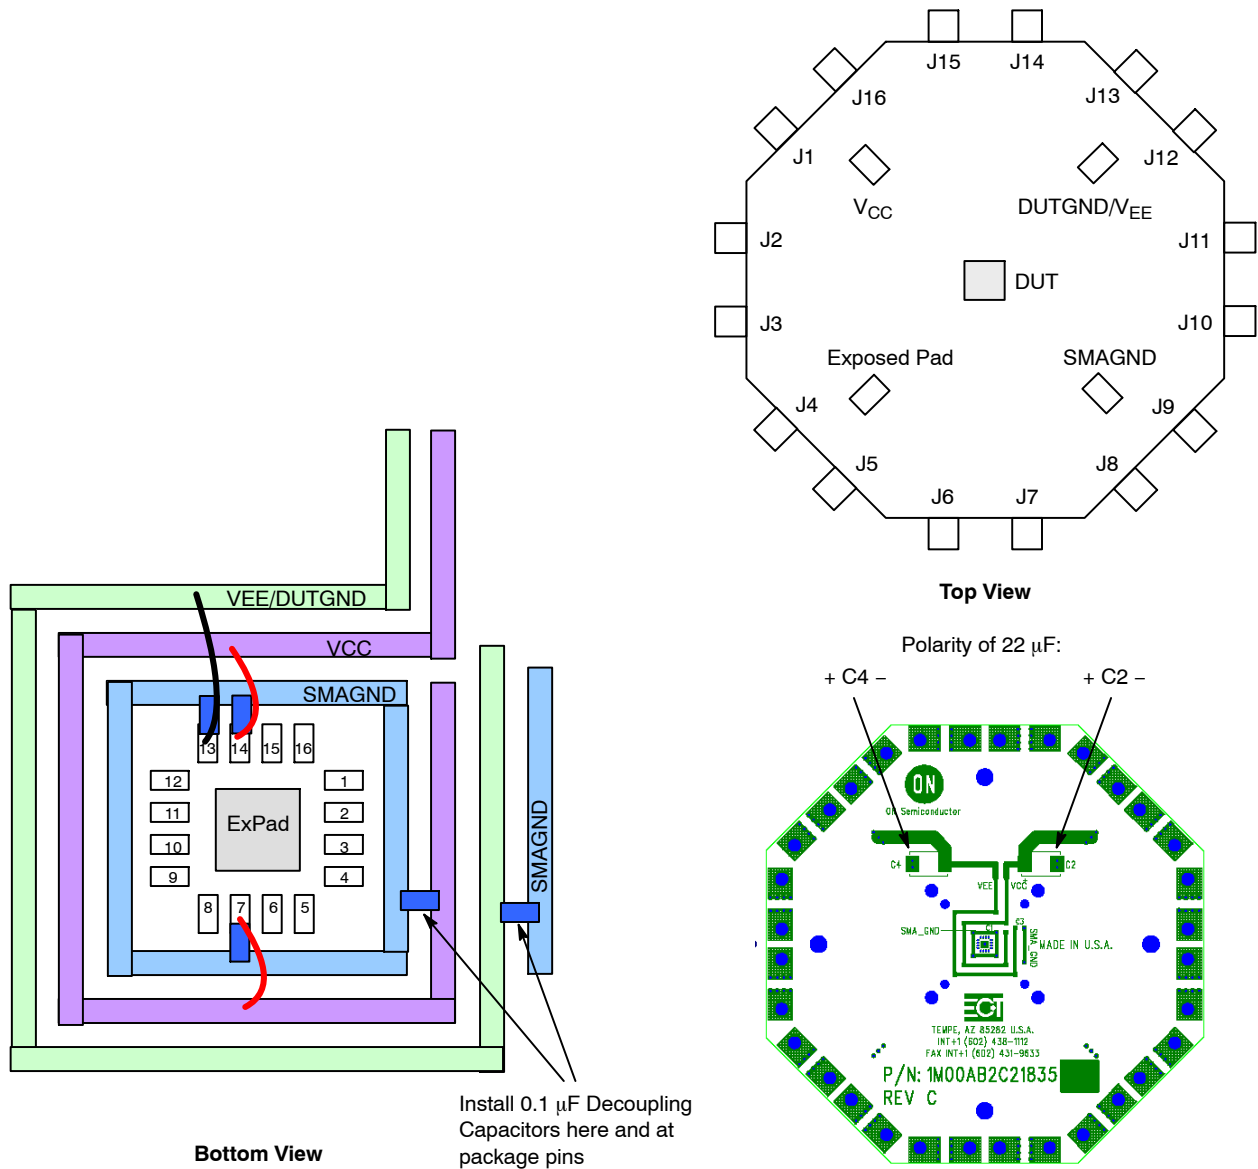 J15
J14
J16
J13
J1
J12
VCC
DUTGND/VEE
J2
J11
DUT
J3
J10
Exposed Pad
SMAGND
J4
J9
J5
J8
J6
J7
Top View
VEE/DUTGND
VCC
SMAGND
13
14
15
16
12
1
11
2
ExPad
10
3
9
4
8
7
6
5
SMAGND
Install 0.1 μF Decoupling
Capacitors here and at
package pins
Bottom View
Polarity of 22 μF:
+ C4 −
+ C2 −
ON
ON Semiconductor
C4
C2
VEE
VCC
+
C1
C3
SMA_GND
SMA_GND
MADE IN U.S.A.
ECT
TEMPE, AZ 85282 U.S.A.
INT+1 (602) 438-1112
FAX INT+1 (602) 431-9633
P/N: 1M00AB2C21835
REV C